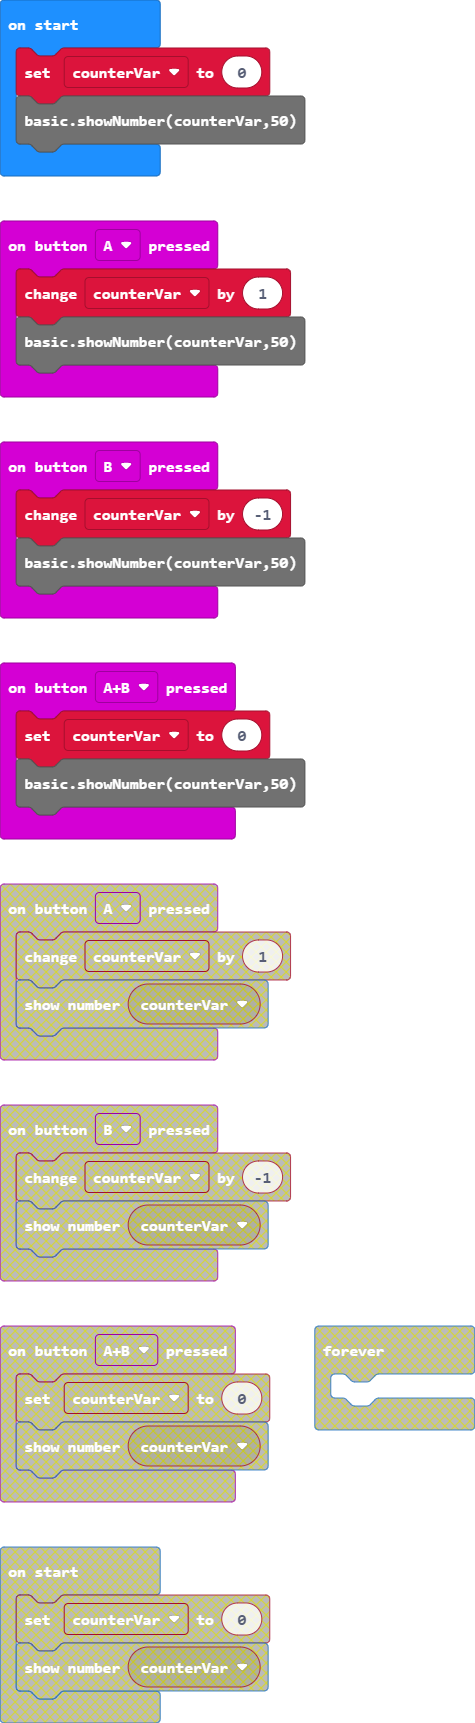 on start
set counterVar to 0
basic.showNumber(counterVar,50)
on button A pressed
change counterVar by 1
basic.showNumber(counterVar,50)
on button B pressed
change counterVar by -1
basic.showNumber(counterVar,50)
on button A+B pressed
set counterVar to 0
basic.showNumber(counterVar,50)
on button A pressed
change counterVar by 1
show number counterVar
on button B pressed
change counterVar by -1
show number counterVar
on button A+B pressed
set counterVar to 0
show number counterVar
forever
on start
set counterVar to 0
show number counterVar